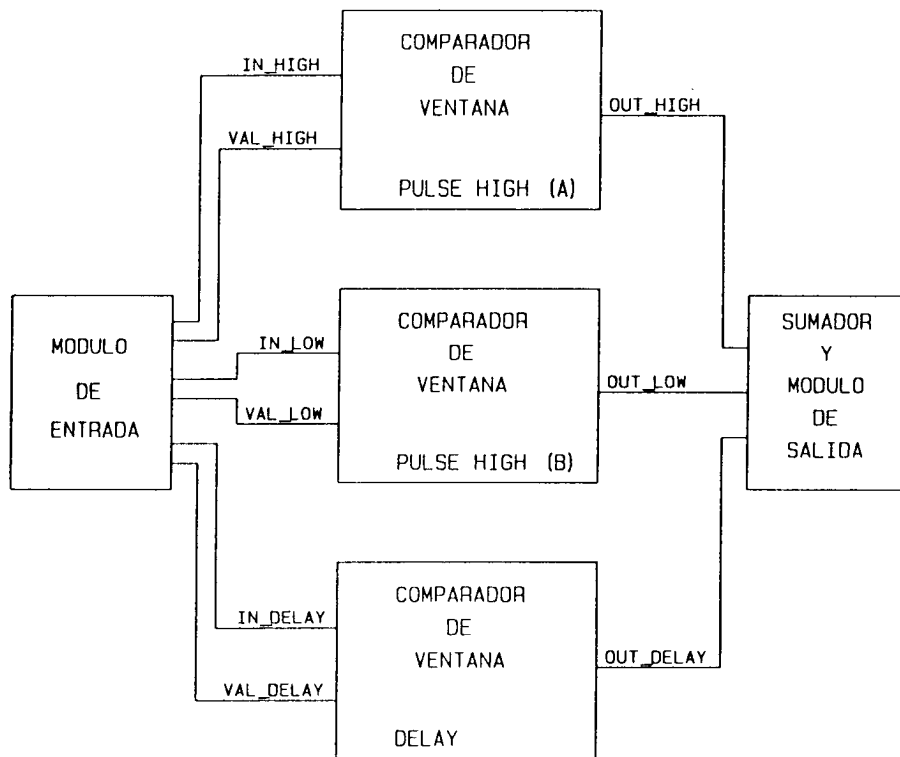 COMPARADOR
DE
VENTANA
PULSE HIGH (A)
IN_HIGH
VAL_HIGH
OUT_HIGH
MODULO
DE
ENTRADA
IN_LOW
VAL_LOW
COMPARADOR
DE
VENTANA
PULSE HIGH (B)
OUT_LOW
SUMADOR
Y
MODULO
DE
SALIDA
IN_DELAY
VAL_DELAY
COMPARADOR
DE
VENTANA
DELAY
OUT_DELAY